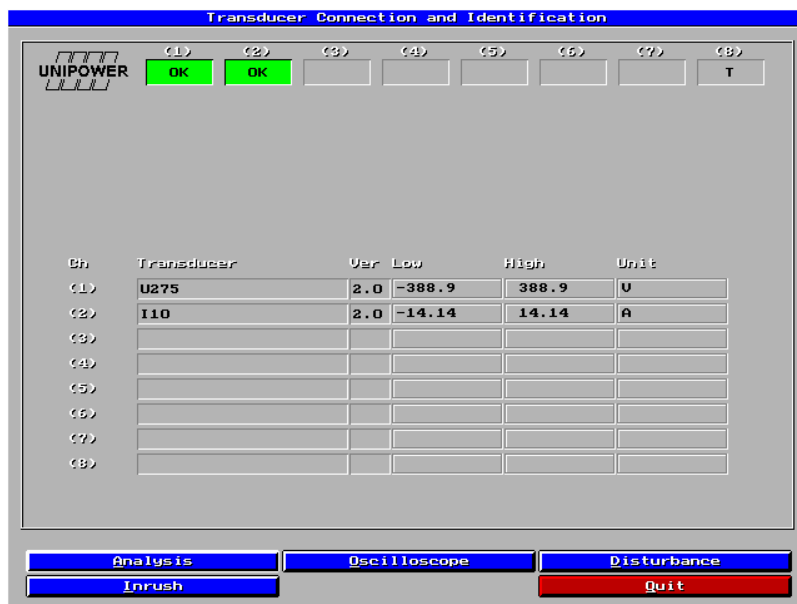 Transducer Connection and Identification
(1) (2) (3) (4) (5) (6) (7) (8)
UNIPOWER OK OK T
Ch Transducer Ver Low High Unit
(1) U275 2.0 -388.9 388.9 V
(2) I10 2.0 -14.14 14.14 A
(3)
(4)
(5)
(6)
(7)
(8)
Analysis Oscilloscope Disturbance
Inrush Quit